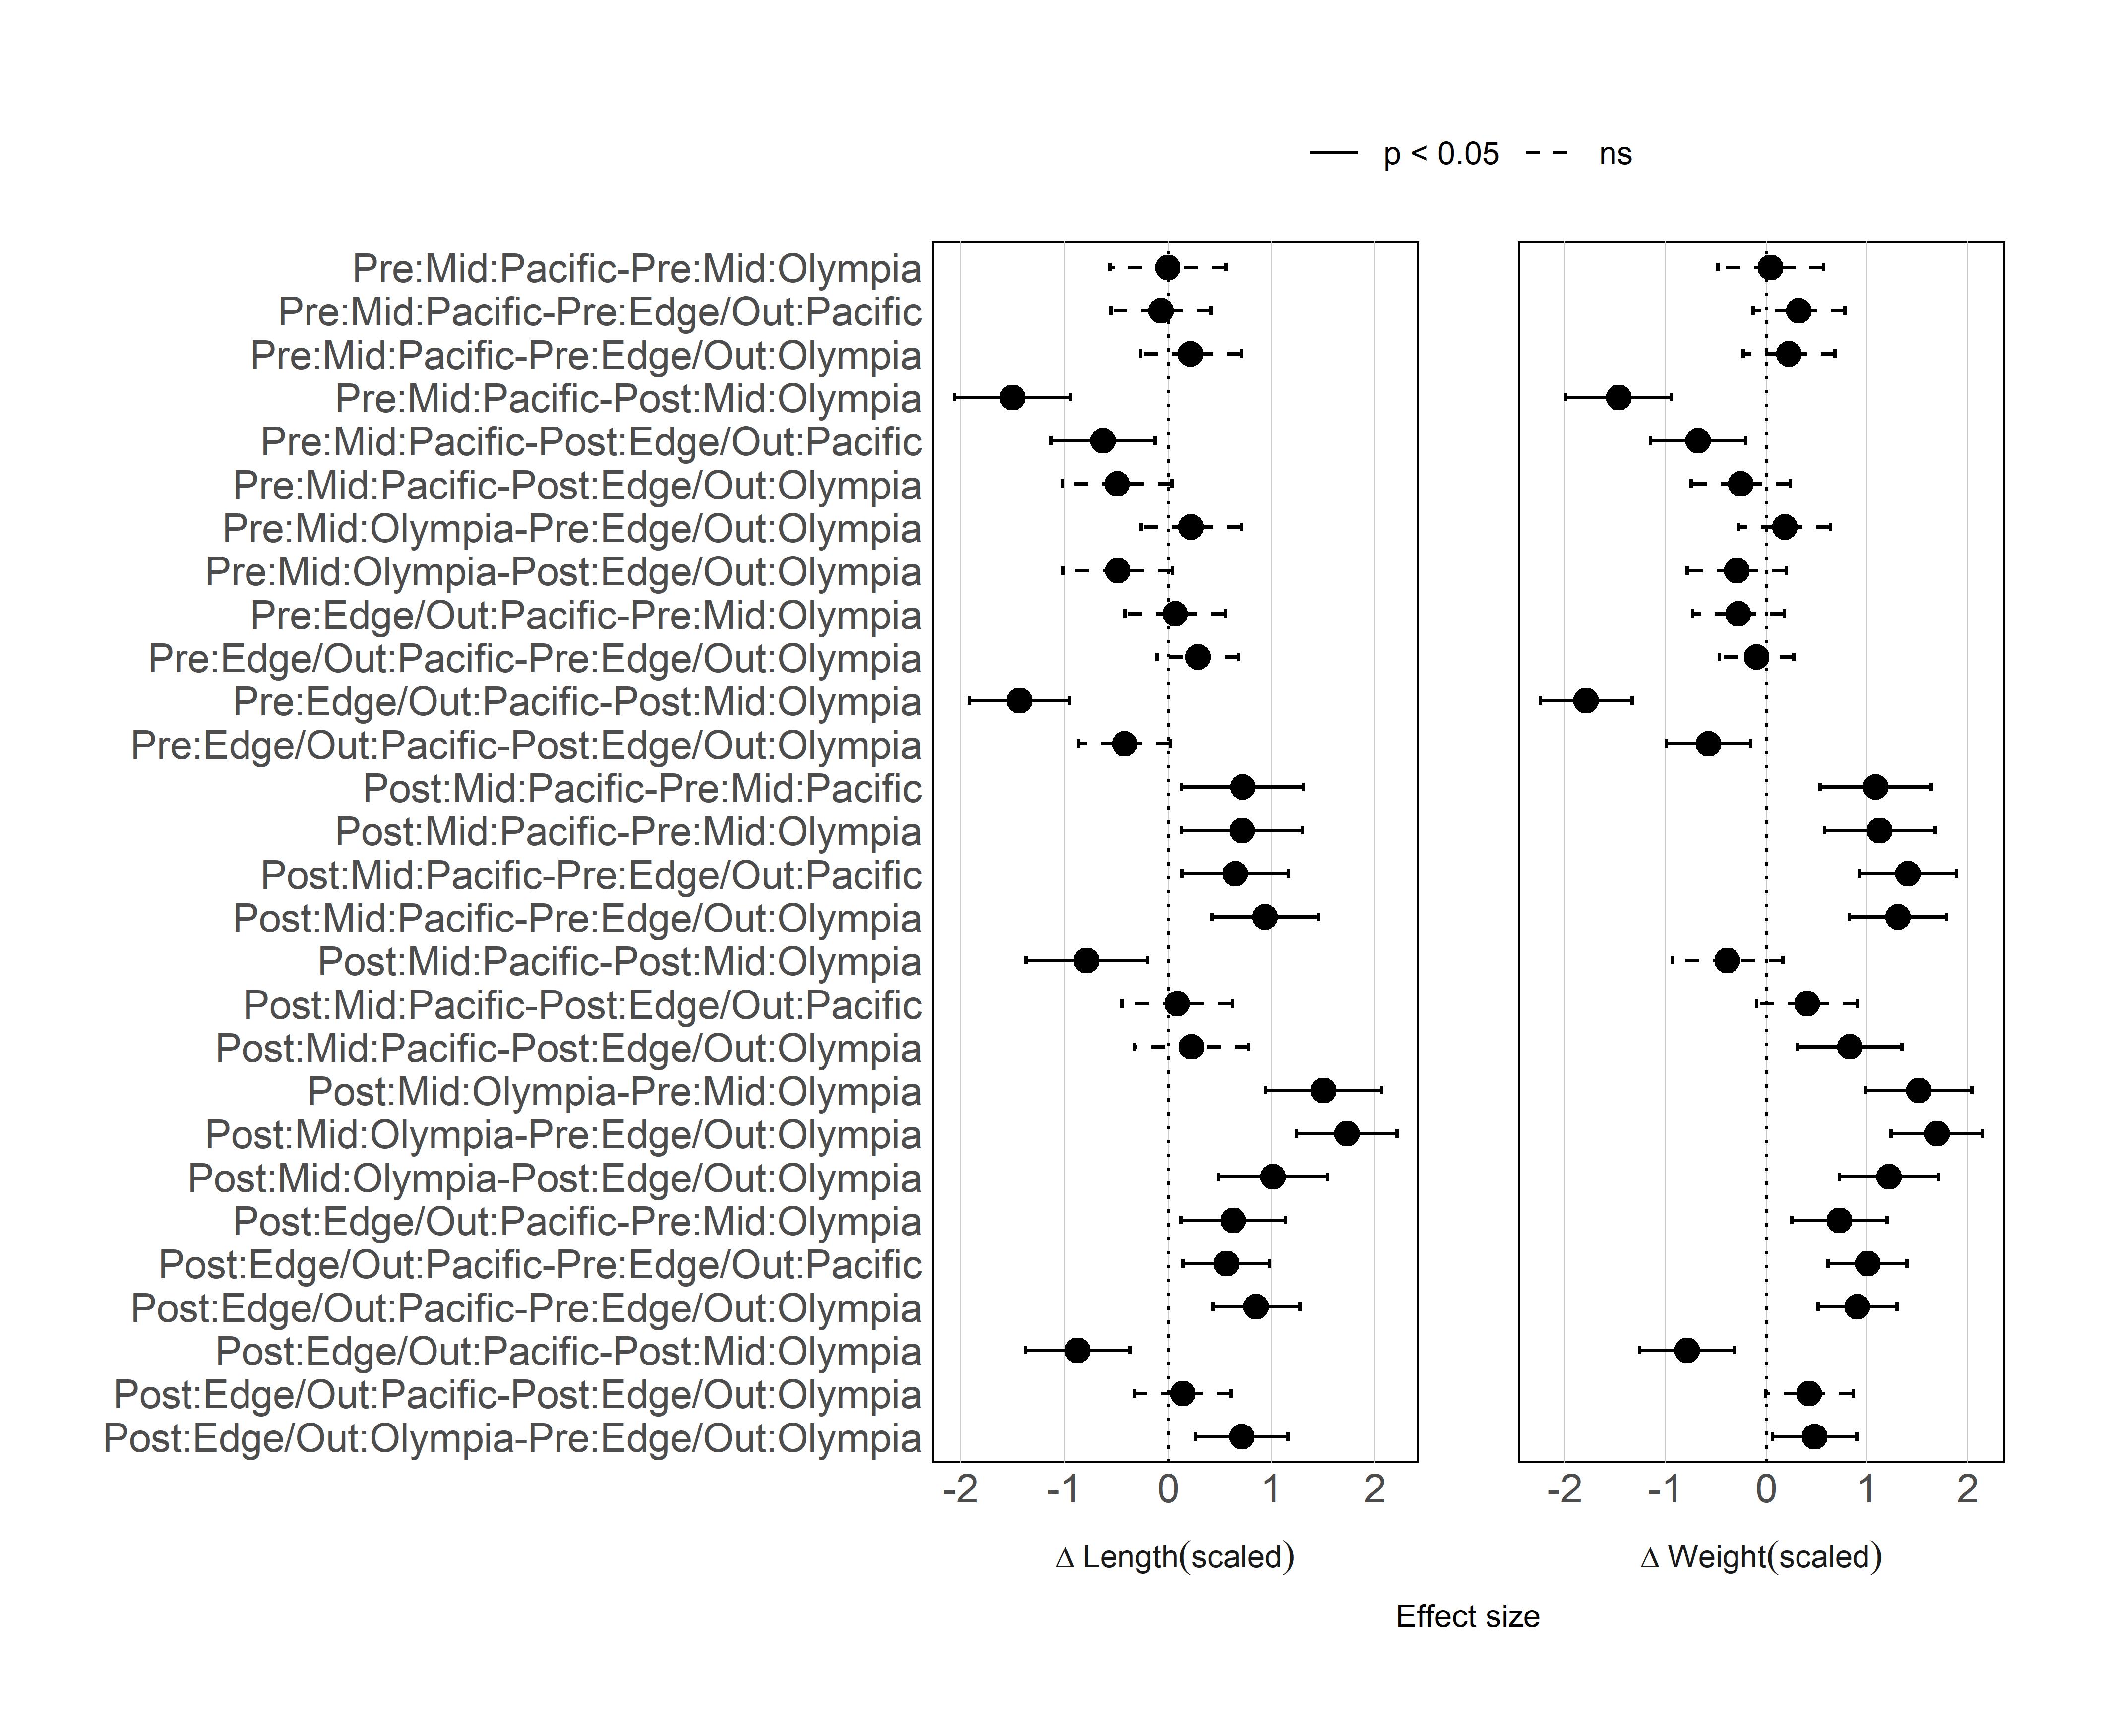 p < 0.05 ns
Pre:Mid:Pacific-Pre:Mid:Olympia
Pre:Mid:Pacific-Pre:Edge/Out:Pacific
Pre:Mid:Pacific-Pre:Edge/Out:Olympia
Pre:Mid:Pacific-Post:Mid:Olympia
Pre:Mid:Pacific-Post:Edge/Out:Pacific
Pre:Mid:Pacific-Post:Edge/Out:Olympia
Pre:Mid:Olympia-Pre:Edge/Out:Olympia
Pre:Mid:Olympia-Post:Edge/Out:Olympia
Pre:Edge/Out:Pacific-Pre:Mid:Olympia
Pre:Edge/Out:Pacific-Pre:Edge/Out:Olympia
Pre:Edge/Out:Pacific-Post:Mid:Olympia
Pre:Edge/Out:Pacific-Post:Edge/Out:Olympia
Post:Mid:Pacific-Pre:Mid:Pacific
Post:Mid:Pacific-Pre:Mid:Olympia
Post:Mid:Pacific-Pre:Edge/Out:Pacific
Post:Mid:Pacific-Pre:Edge/Out:Olympia
Post:Mid:Pacific-Post:Mid:Olympia
Post:Mid:Pacific-Post:Edge/Out:Pacific
Post:Mid:Pacific-Post:Edge/Out:Olympia
Post:Mid:Olympia-Pre:Mid:Olympia
Post:Mid:Olympia-Pre:Edge/Out:Olympia
Post:Mid:Olympia-Post:Edge/Out:Olympia
Post:Edge/Out:Pacific-Pre:Mid:Olympia
Post:Edge/Out:Pacific-Pre:Edge/Out:Pacific
Post:Edge/Out:Pacific-Pre:Edge/Out:Olympia
Post:Edge/Out:Pacific-Post:Mid:Olympia
Post:Edge/Out:Pacific-Post:Edge/Out:Olympia
Post:Edge/Out:Olympia-Pre:Edge/Out:Olympia
-2 -1 0 1 2 -2 -1 0 1 2
Δ Length(scaled) Δ Weight(scaled)
Effect size